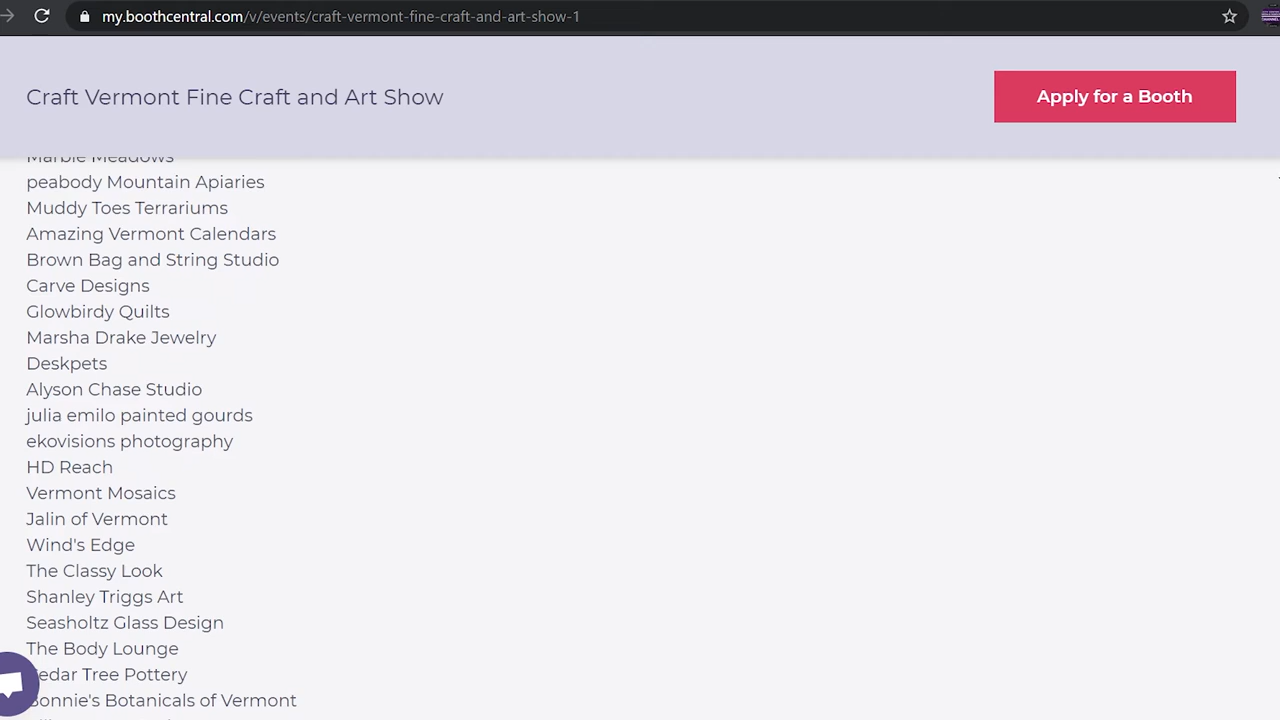 my.boothcentral.com/v/events/craft-vermont-fine-craft-and-art-show-1
Craft Vermont Fine Craft and Art Show
Apply for a Booth
Marble Meadows
peabody Mountain Apiaries
Muddy Toes Terrariums
Amazing Vermont Calendars
Brown Bag and String Studio
Carve Designs
Glowbirdy Quilts
Marsha Drake Jewelry
Deskpets
Alyson Chase Studio
julia emilo painted gourds
ekovisions photography
HD Reach
Vermont Mosaics
Jalin of Vermont
Wind's Edge
The Classy Look
Shanley Triggs Art
Seasholtz Glass Design
The Body Lounge
Cedar Tree Pottery
Bonnie's Botanicals of Vermont